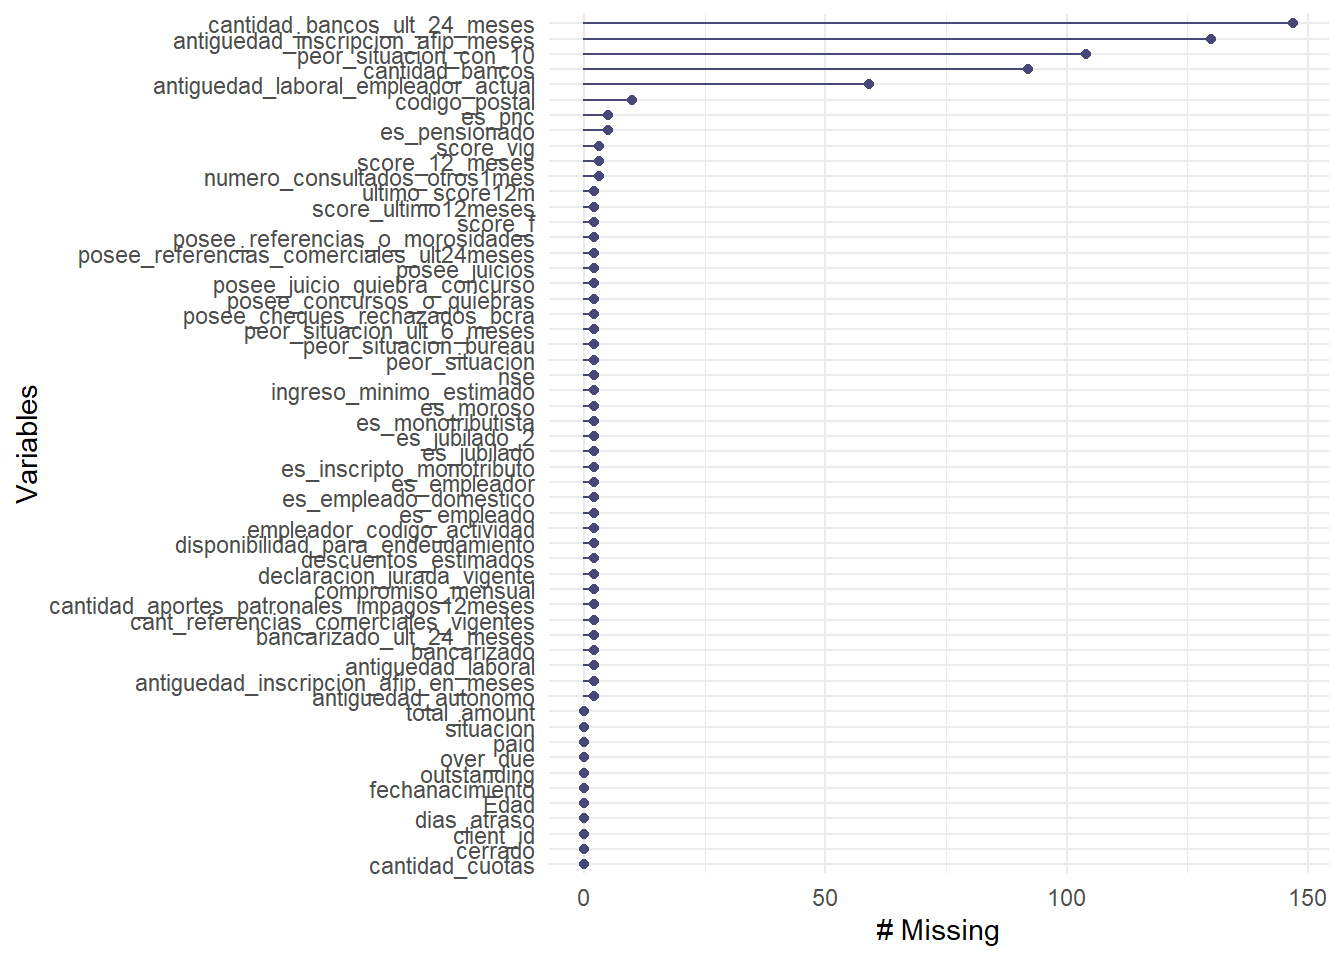 cantidad_bancos_ult_24_meses
antiguedad_inscripcion_afip_meses
peor_situacion_con_10
cantidad_bancos
antiguedad_laboral_empleador_actual
codigo_postal
es_pnc
es_pensionado
score_vig
score_12_meses
numero_consultados_otros1mes
ultimo_score12m
score_ultimo12meses
score_f
posee_referencias_o_morosidades
posee_referencias_comerciales_ult24meses
posee_juicios
posee_juicio_quiebra_concurso
posee_concursos_o_quiebras
posee_cheques_rechazados_bcra
peor_situacion_ult_6_meses
peor_situacion_bureau
peor_situacion
nse
ingreso_minimo_estimado
es_moroso
es_monotributista
es_jubilado_2
es_jubilado
es_inscripto_monotributo
es_empleador
es_empleado_domestico
es_empleado
empleador_codigo_actividad
disponibilidad_para_endeudamiento
descuentos_estimados
declaracion_jurada_vigente
compromiso_mensual
cantidad_aportes_patronales_impagos12meses
cant_referencias_comerciales_vigentes
bancarizado_ult_24_meses
bancarizado
antiguedad_laboral
antiguedad_inscripcion_afip_en_meses
antiguedad_autonomo
total_amount
situacion
paid
over_due
outstanding
fechanacimiento
Edad
dias_atraso
client_id
cerrado
cantidad_cuotas
Variables
0 50 100 150
# Missing